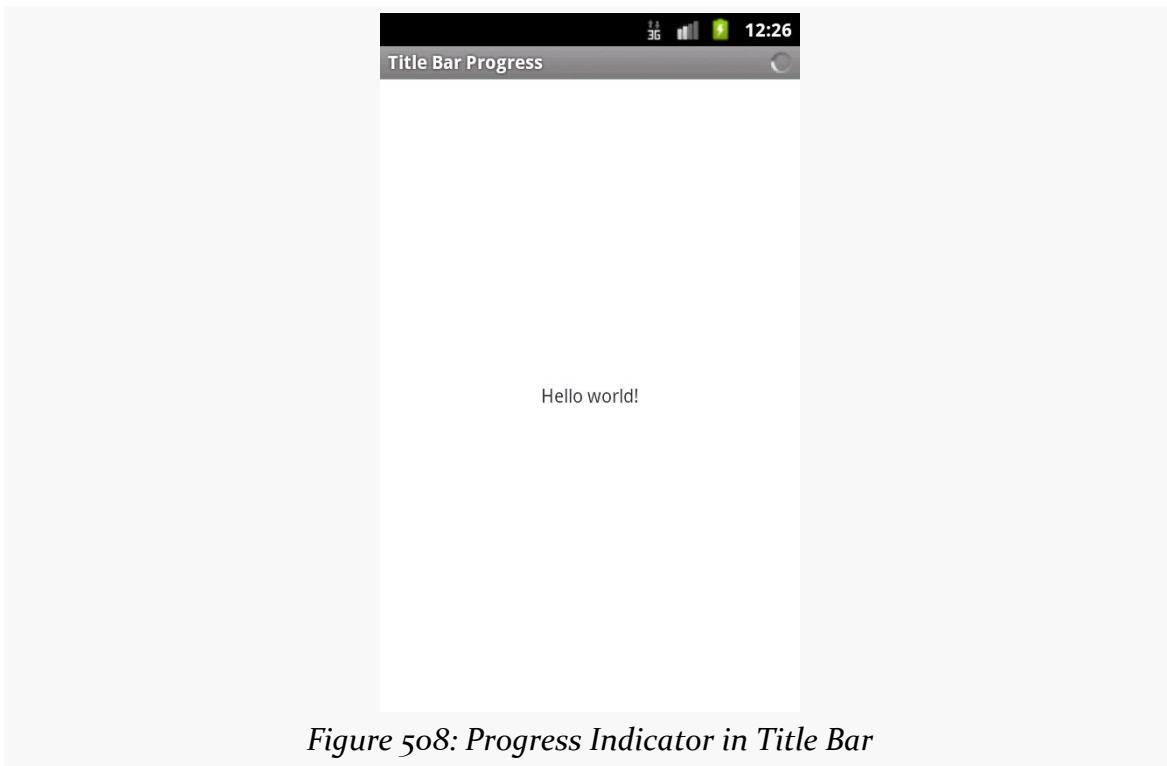 3G 12:26
Title Bar Progress
Hello world!
Figure 508: Progress Indicator in Title Bar